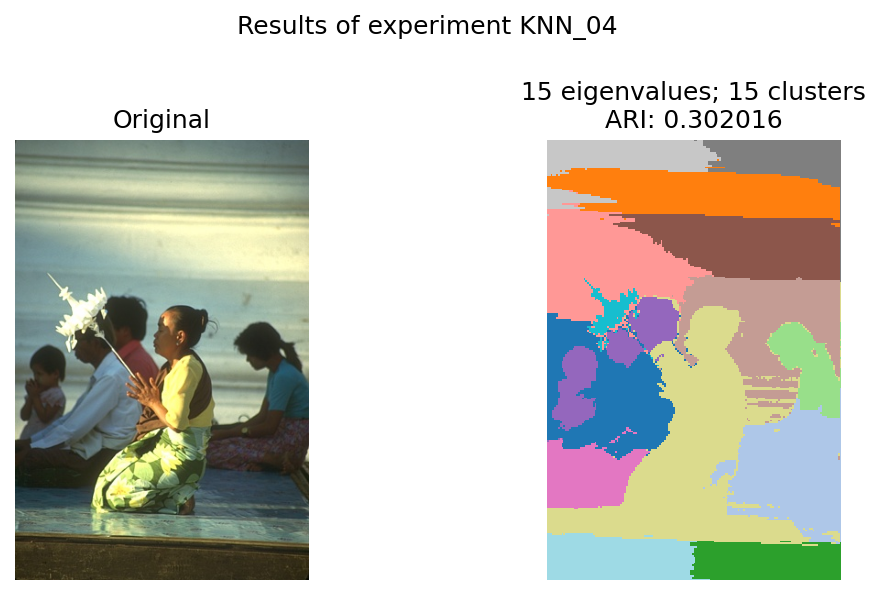 Results of experiment KNN_04
Original
15 eigenvalues; 15 clusters
ARI: 0.302016